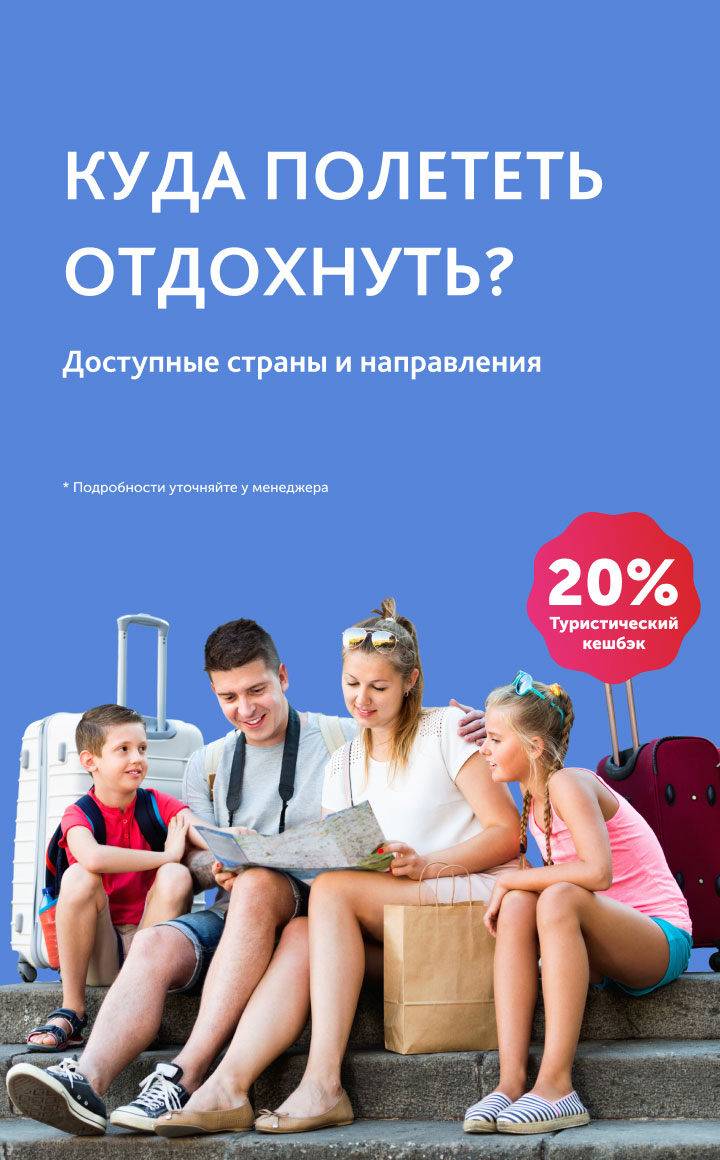 КУДА ПОЛЕТЕТЬ
ОТДОХНУТЬ?
Доступные страны и направления
* Подробности уточняйте у менеджера
20%
Туристический
кешбэк